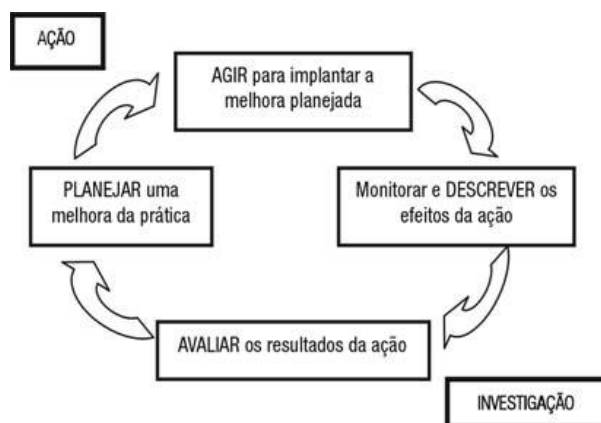 AÇÃO
AGIR para implantar a
melhora planejada
PLANEJAR uma
melhora da prática
Monitorar e DESCREVER os
efeitos da ação
AVALIAR os resultados da ação
INVESTIGAÇÃO